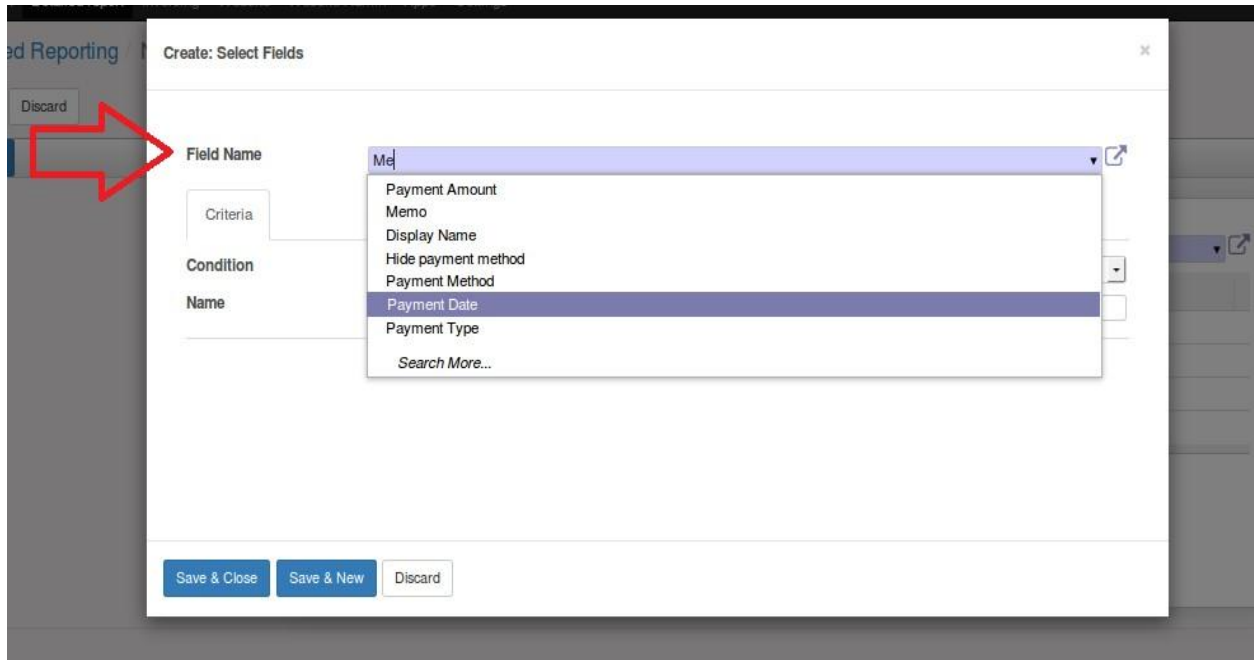 ed Reporting
Create: Select Fields
×
Discard
Field Name
Me
Payment Amount
Memo
Display Name
Hide payment method
Payment Method
Payment Date
Payment Type
Search More...
Criteria
Condition
Name
Save & Close
Save & New
Discard